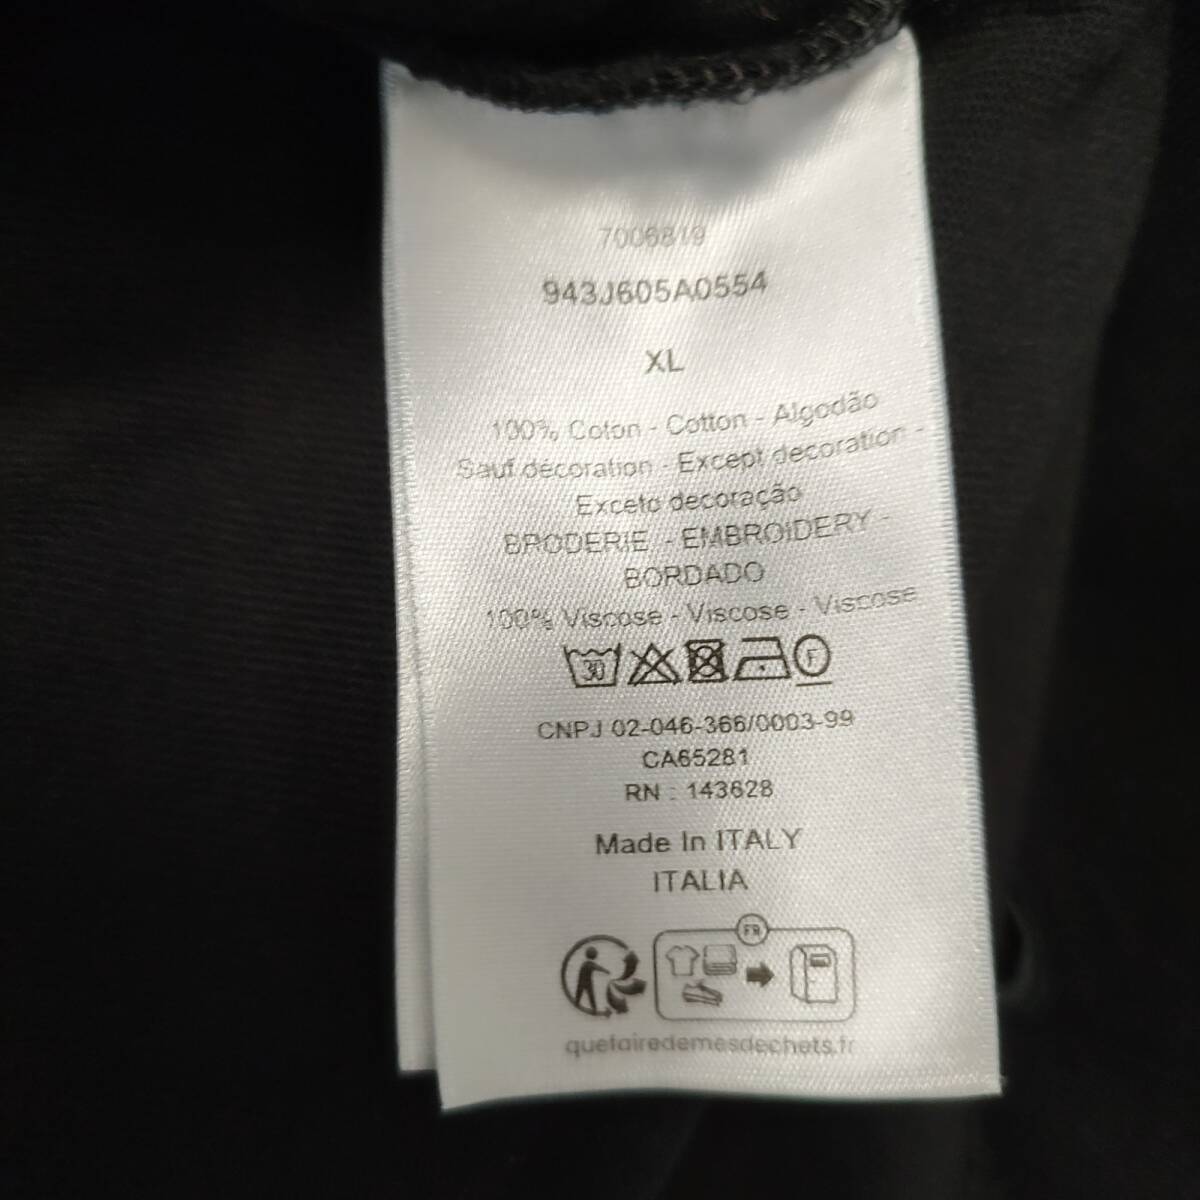 7006819
943J605A0554
XL
100% Coton - Cotton - Algodão
Sauf décoration - Except decoration -
Exceto decoração
BRODERIE - EMBROIDERY -
BORDADO
100% Viscose - Viscose - Viscose
30 F
CNPJ 02-046-366/0003-99
CA65281
RN : 143628
Made In ITALY
ITALIA
FR
quefairedemesdechets.fr